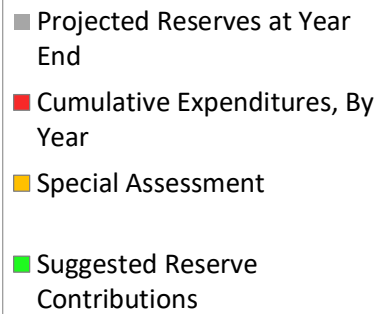 Projected Reserves at Year
End
Cumulative Expenditures, By
Year
Special Assessment
Suggested Reserve
Contributions